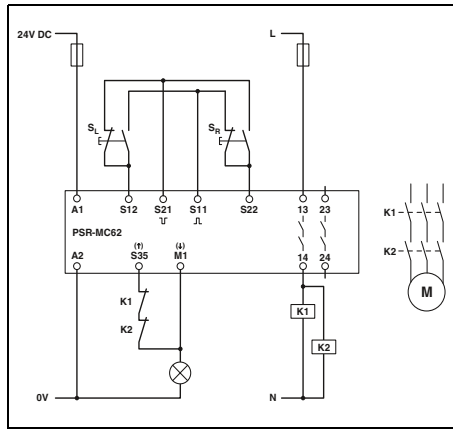 24V DC
L
SL
SR
A1 S12 S21 S11 S22 13 23
PSR-MC62
(↑) (↓)
A2 S35 M1 14 24
K1
K2
K1
K2
0V
N
K1
K2
M